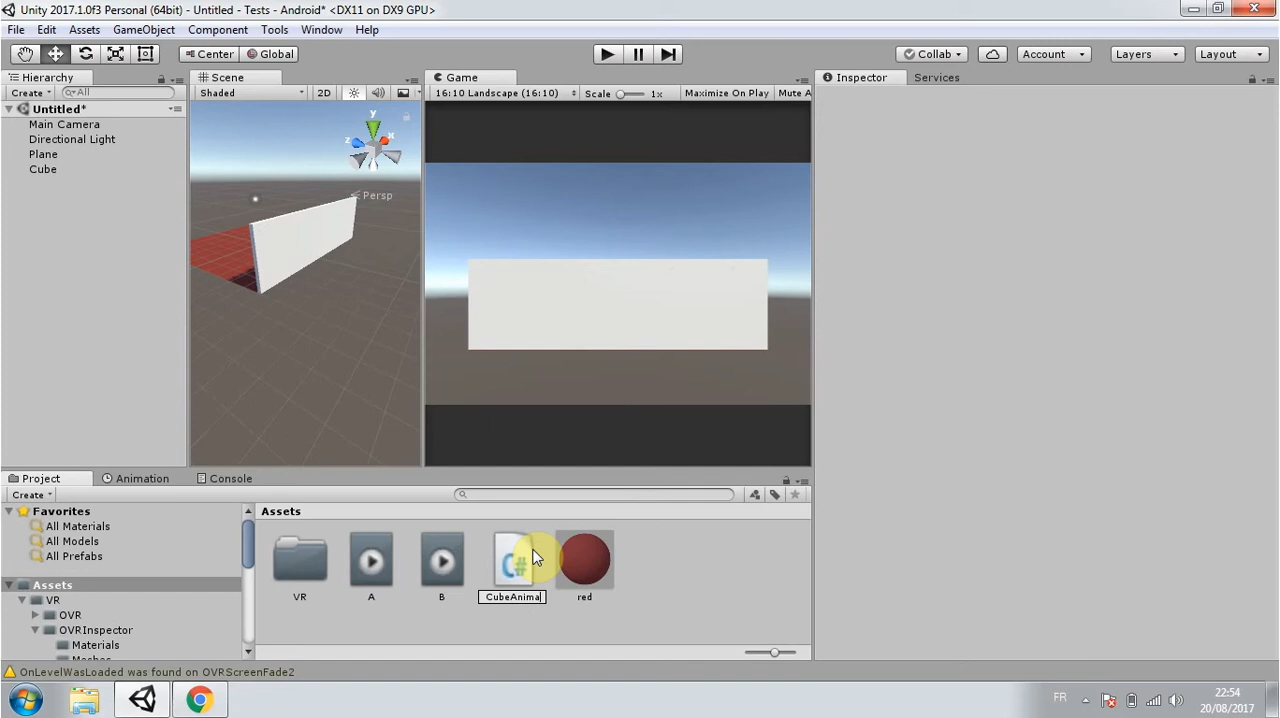 Unity 2017.1.0f3 Personal (64bit) - Untitled - Tests - Android* <DX11 on DX9 GPU>
File Edit Assets GameObject Component Tools Window Help
Center Global Collab Account Layers Layout
Hierarchy
Create All
Untitled*
Main Camera
Directional Light
Plane
Cube
Scene
Shaded 2D
y
x
z
Persp
Game
16:10 Landscape (16:10) Scale 1x Maximize On Play Mute A
Inspector Services
Project Animation Console
Create
Favorites
All Materials
All Models
All Prefabs
Assets
VR
OVR
OVRInspector
Materials
Meshes
Assets
C#
VR A B CubeAnima red
OnLevelWasLoaded was found on OVRScreenFade2
FR
22:54
20/08/2017